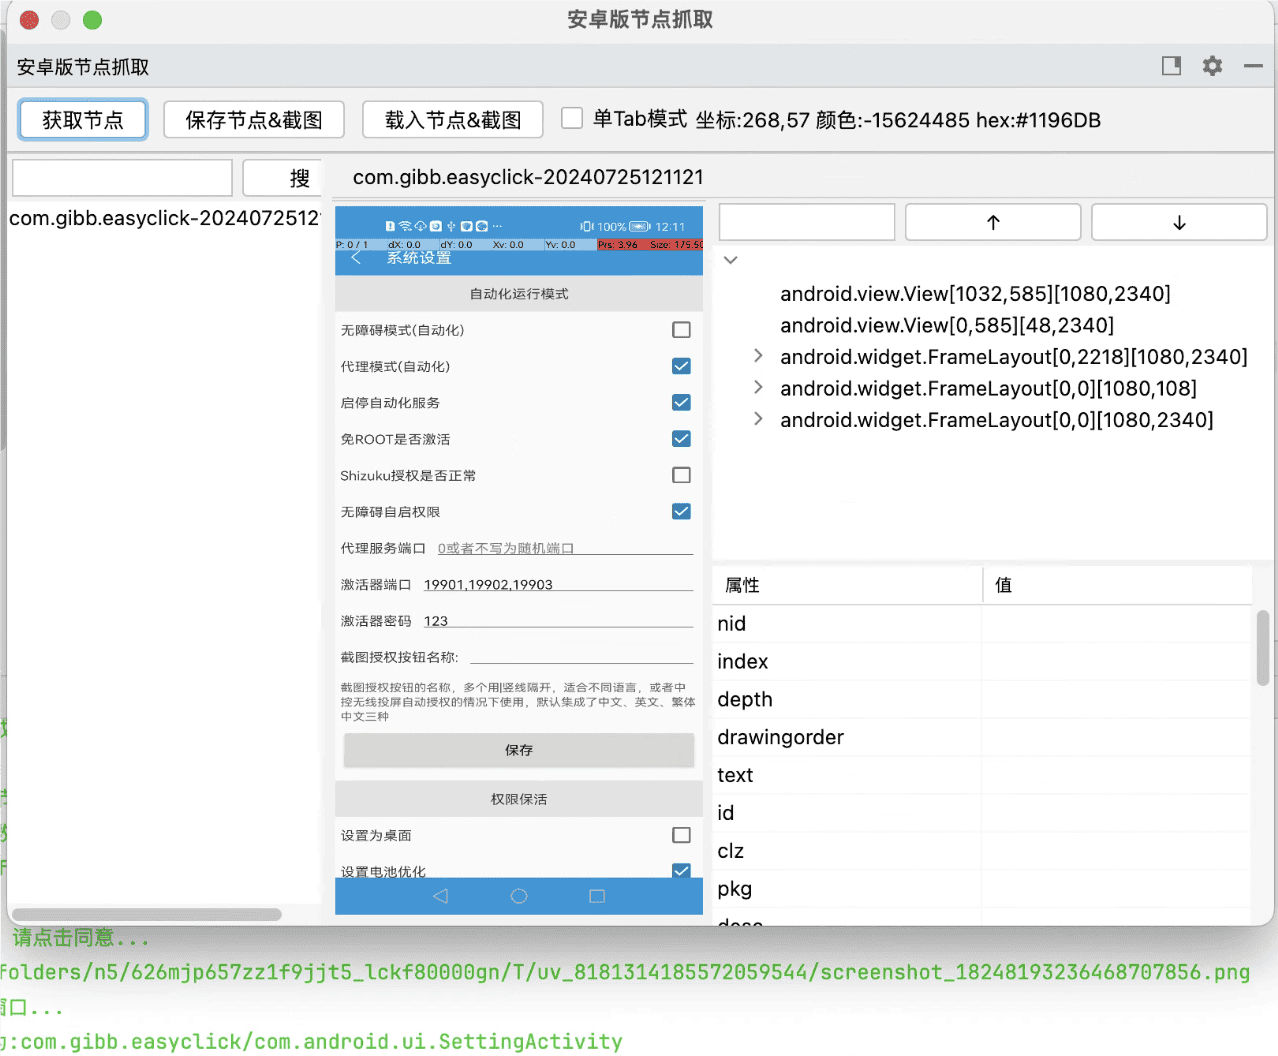 安卓版节点抓取
安卓版节点抓取
获取节点 保存节点&截图 载入节点&截图 单Tab模式 坐标:268,57 颜色:-15624485 hex:#1196DB
搜
com.gibb.easyclick-2024072512
com.gibb.easyclick-20240725121121
100% 12:11
P: 0 / 1 dX: 0.0 dY: 0.0 Xv: 0.0 Yv: 0.0 Prs: 3.96 Size: 175.50
系统设置
自动化运行模式
无障碍模式(自动化)
代理模式(自动化)
启停自动化服务
免ROOT是否激活
Shizuku授权是否正常
无障碍自启权限
代理服务端口 0或者不写为随机端口
激活器端口 19901,19902,19903
激活器密码 123
截图授权按钮名称:
截图授权按钮的名称，多个用|竖线隔开，适合不同语言，或者中
控无线投屏自动授权的情况下使用，默认集成了中文、英文、繁体
中文三种
保存
权限保活
设置为桌面
设置电池优化
↑ ↓
android.view.View[1032,585][1080,2340]
android.view.View[0,585][48,2340]
android.widget.FrameLayout[0,2218][1080,2340]
android.widget.FrameLayout[0,0][1080,108]
android.widget.FrameLayout[0,0][1080,2340]
属性 值
nid
index
depth
drawingorder
text
id
clz
pkg
desc
请点击同意...
folders/n5/626mjp657zz1f9jjt5_lckf80000gn/T/uv_8181314185572059544/screenshot_18248193236468707856.png
窗口...
:com.gibb.easyclick/com.android.ui.SettingActivity